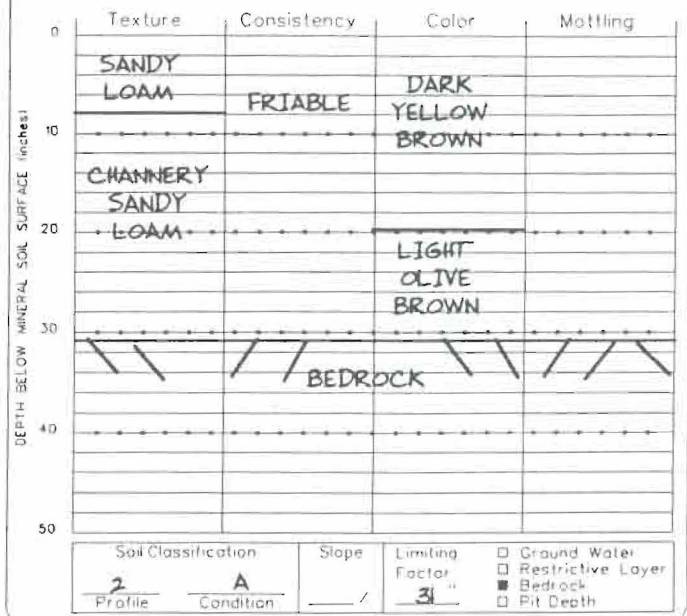 Texture Consistency Color Mottling
0
SANDY
LOAM
FRIABLE
DARK
YELLOW
BROWN
10
CHANNERY
SANDY
LOAM
20
LIGHT
OLIVE
BROWN
30
BEDROCK
40
50
DEPTH BELOW MINERAL SOIL SURFACE (inches)
Soil Classification
2 A
Profile Condition
Slope
Limiting
Factor
31 "
□ Ground Water
□ Restrictive Layer
■ Bedrock
□ Pit Depth